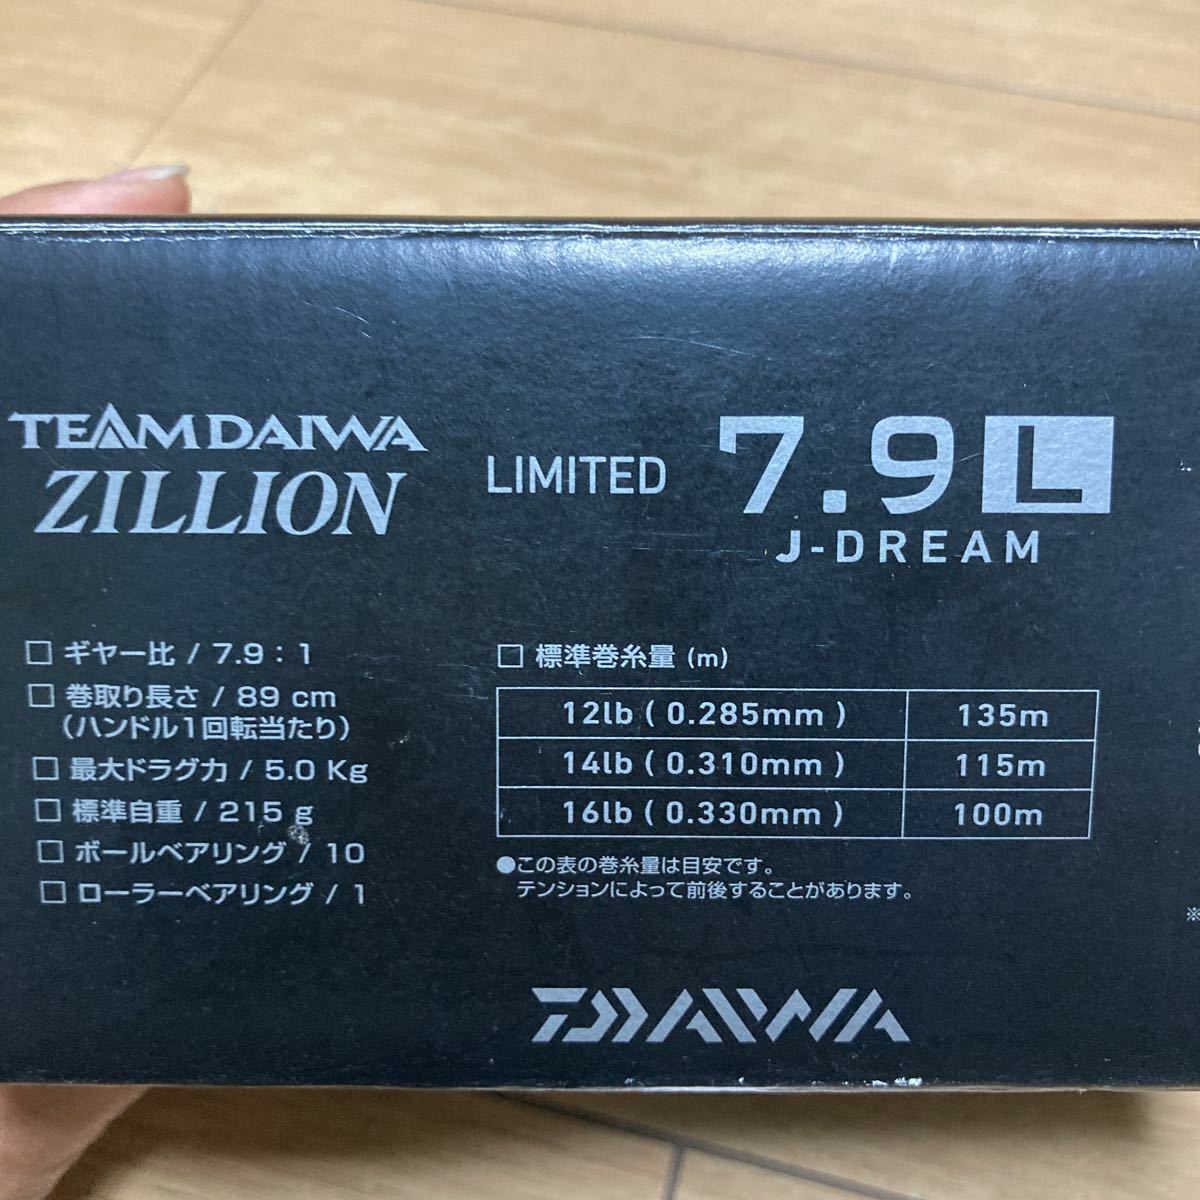 TEAMDAIWA
ZILLION
LIMITED
7.9 L
J-DREAM
□ ギヤー比 / 7.9 : 1
□ 巻取り長さ / 89 cm
(ハンドル1回転当たり)
□ 最大ドラグ力 / 5.0 Kg
□ 標準自重 / 215 g
□ ボールベアリング / 10
□ ローラーベアリング / 1
□ 標準巻糸量 (m)
12lb ( 0.285mm ) 135m
14lb ( 0.310mm ) 115m
16lb ( 0.330mm ) 100m
●この表の巻糸量は目安です。
テンションによって前後することがあります。
DAIWA
※